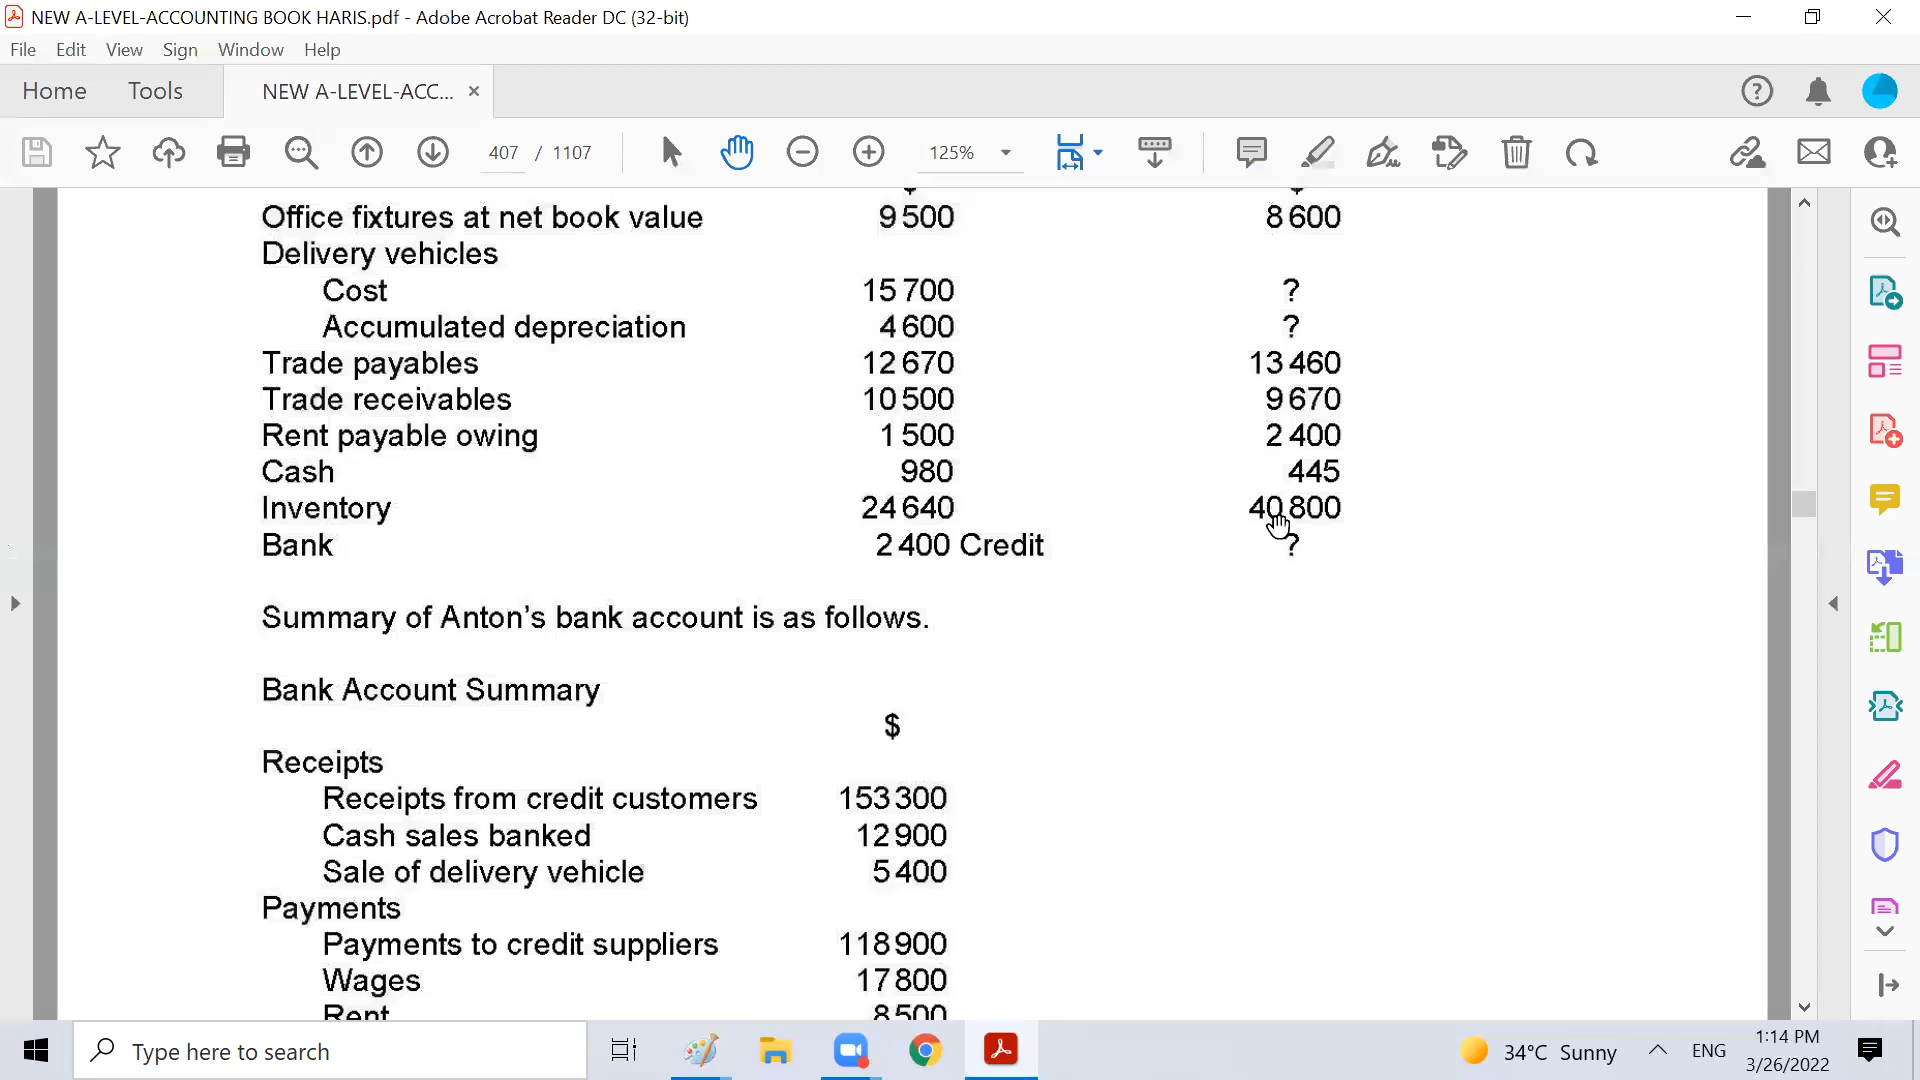 NEW A-LEVEL-ACCOUNTING BOOK HARIS.pdf - Adobe Acrobat Reader DC (32-bit)
File Edit View Sign Window Help
Home Tools NEW A-LEVEL-ACC... ×
407 / 1107 125%
Office fixtures at net book value 9 500 8 600
Delivery vehicles
Cost 15 700 ?
Accumulated depreciation 4 600 ?
Trade payables 12 670 13 460
Trade receivables 10 500 9 670
Rent payable owing 1 500 2 400
Cash 980 445
Inventory 24 640 40 800
Bank 2 400 Credit ?
Summary of Anton's bank account is as follows.
Bank Account Summary
$
Receipts
Receipts from credit customers 153 300
Cash sales banked 12 900
Sale of delivery vehicle 5 400
Payments
Payments to credit suppliers 118 900
Wages 17 800
Rent 8 500
Type here to search 34°C Sunny ENG 1:14 PM
3/26/2022